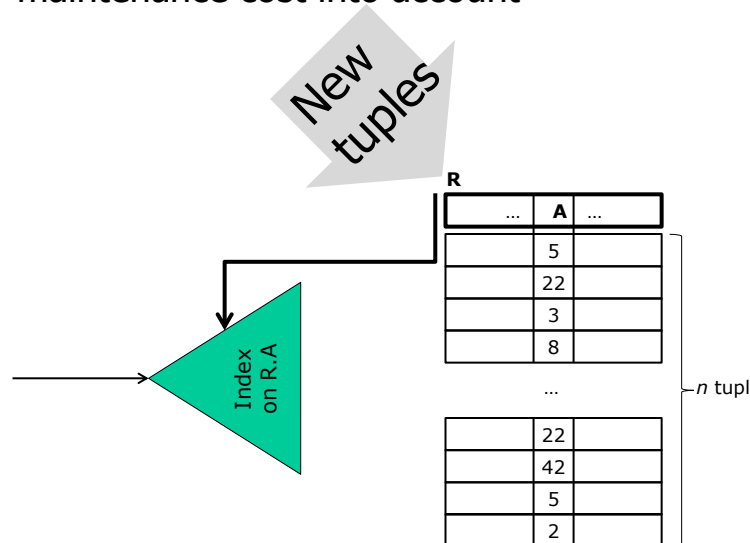 maintenance cost into account
New
tuples
R
... A ...
5
22
3
8
...
n tupl
22
42
5
2
Index
on R.A